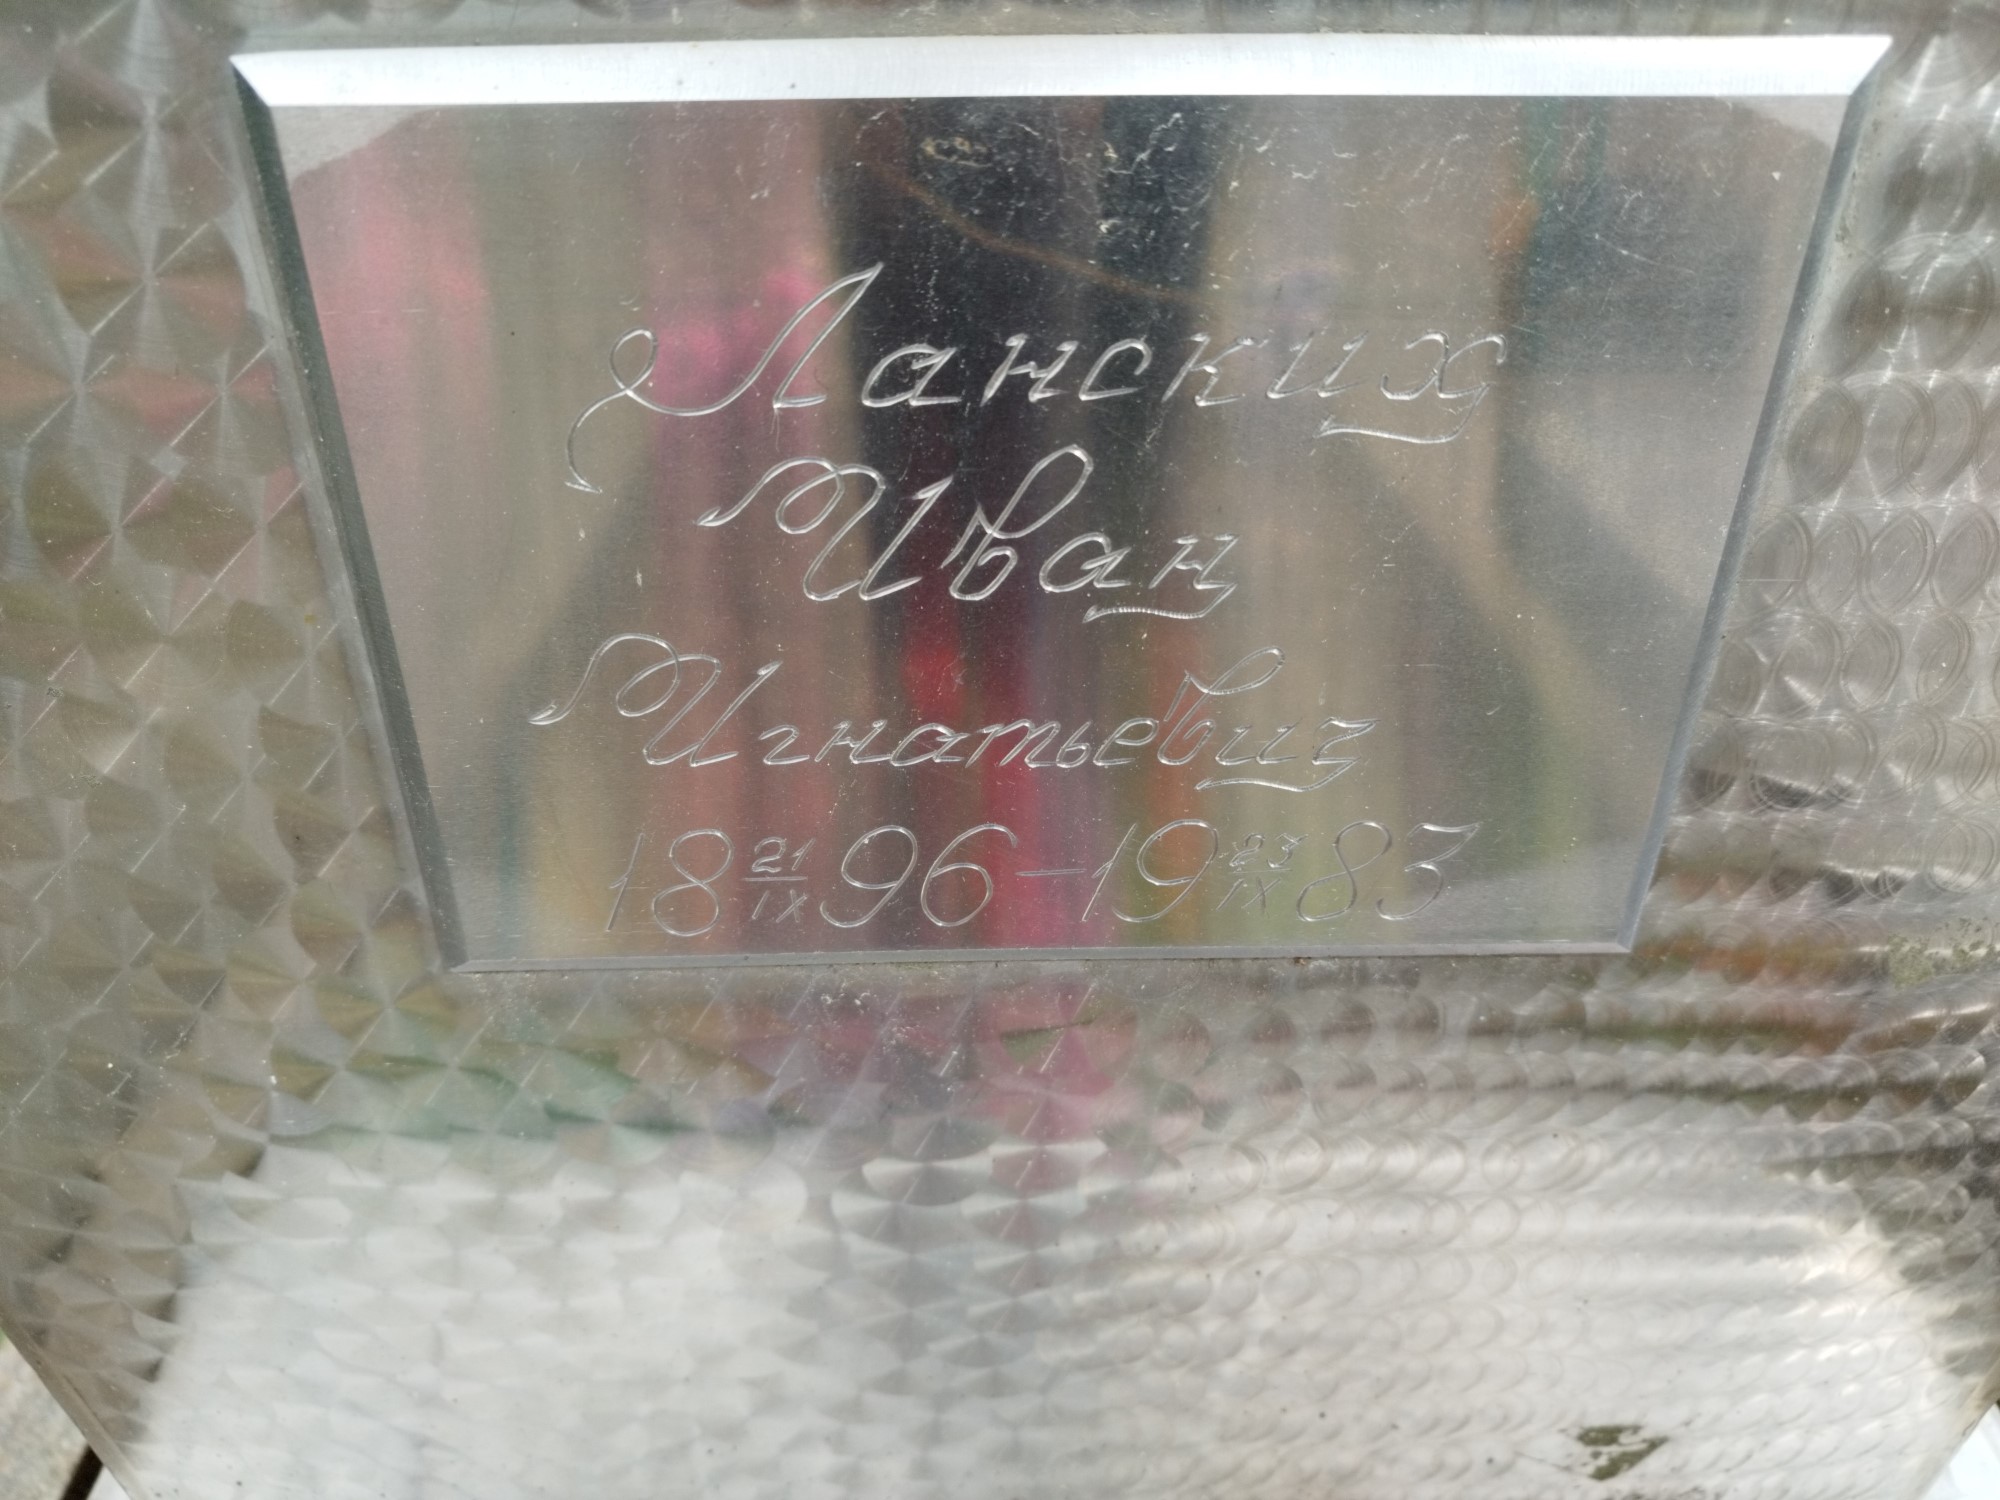 Ланских
Иван
Игнатьевич
18 21/IX 96-19 23/IX 83